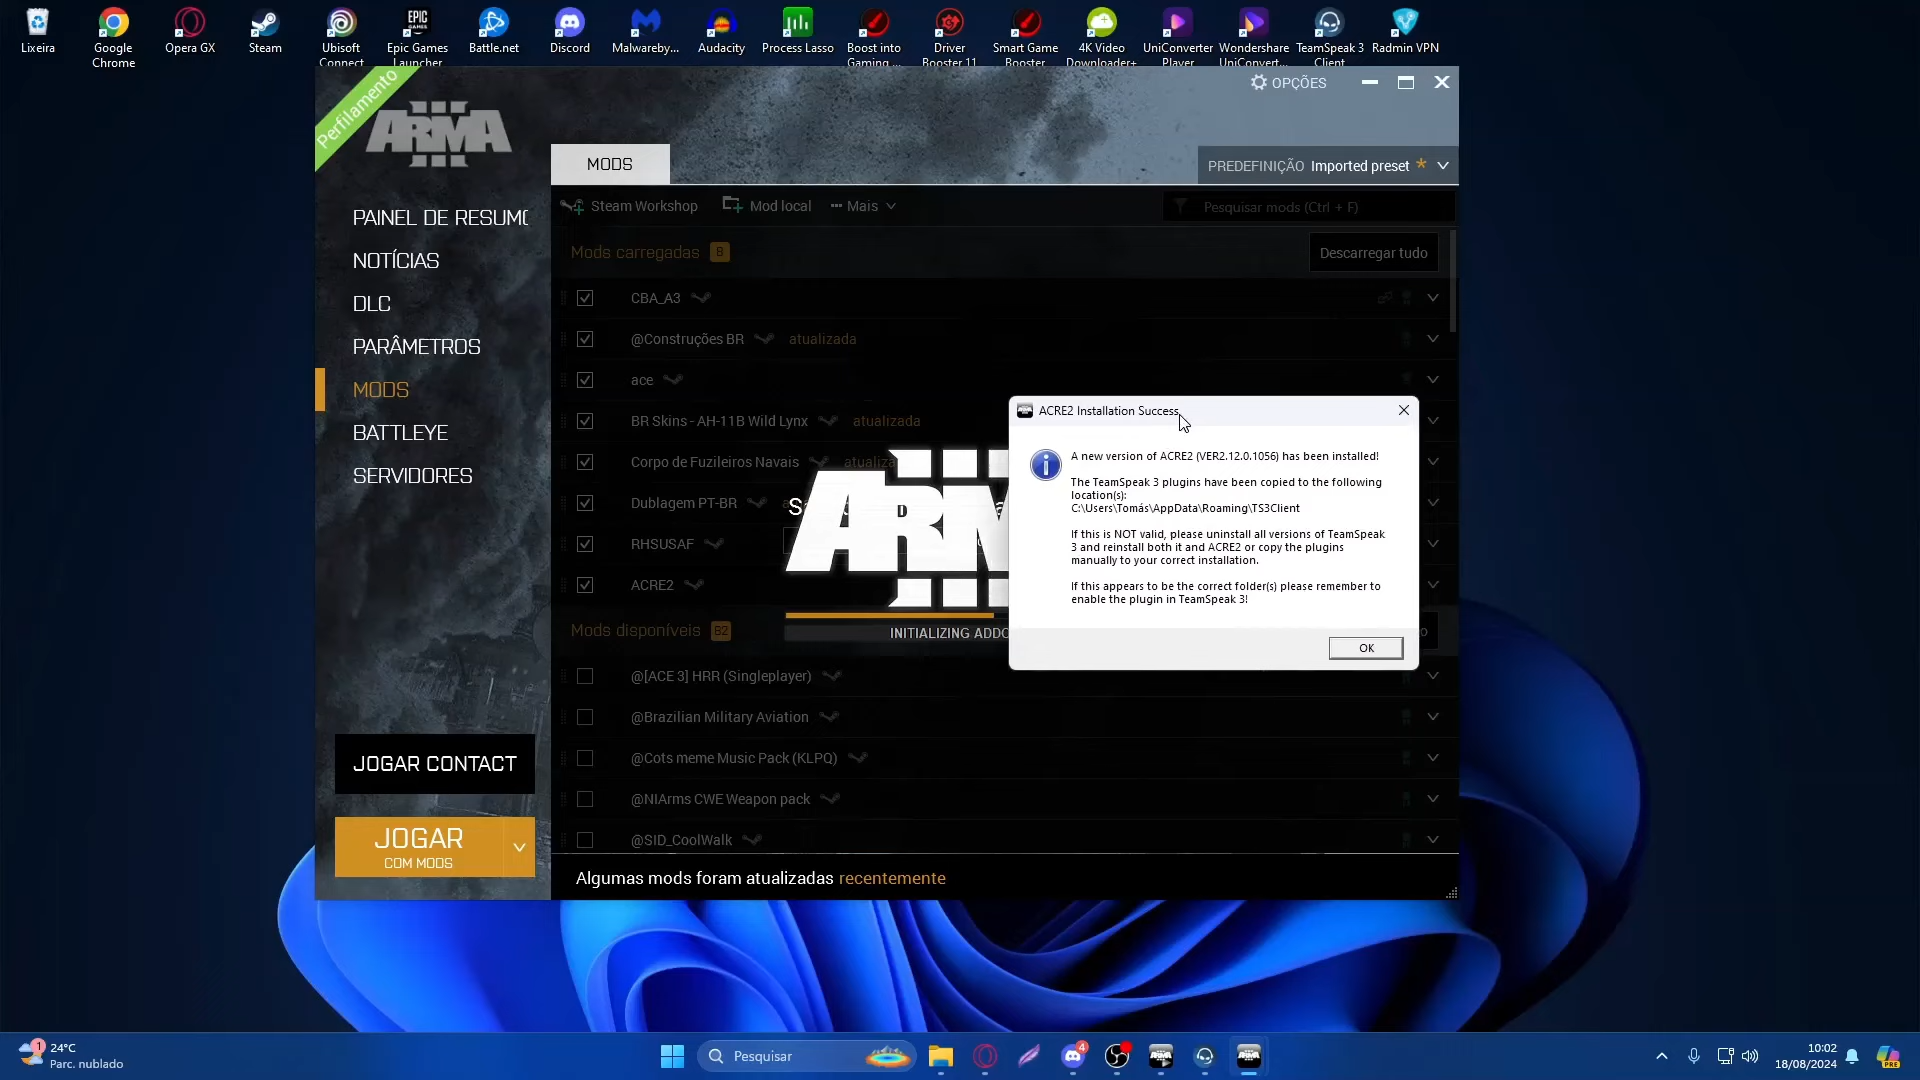 Lixeira
Google Chrome
Opera GX
Steam
Ubisoft Connect
Epic Games Launcher
Battle.net
Discord
Malwareby...
Audacity
Process Lasso
Boost into Gaming ...
Driver Booster 11
Smart Game Booster
4K Video Downloader+
UniConverter Player
Wondershare UniConvert...
TeamSpeak 3 Client
Radmin VPN
Perfilamento
ARMA III
OPÇÕES
MODS
PREDEFINIÇÃO Imported preset *
PAINEL DE RESUMO
NOTÍCIAS
DLC
PARÂMETROS
MODS
BATTLEYE
SERVIDORES
JOGAR CONTACT
JOGAR
COM MODS
Steam Workshop
Mod local
Mais
Pesquisar mods (Ctrl + F)
Mods carregadas 8
Descarregar tudo
CBA_A3
@Construções BR atualizada
ace
BR Skins - AH-11B Wild Lynx atualizada
Corpo de Fuzileiros Navais atualiza
Dublagem PT-BR
RHSUSAF
ACRE2
Mods disponíveis 62
INITIALIZING ADDO
@[ACE 3] HRR (Singleplayer)
@Brazilian Military Aviation
@Cots meme Music Pack (KLPQ)
@NIArms CWE Weapon pack
@SID_CoolWalk
Algumas mods foram atualizadas recentemente
ACRE2 Installation Success
A new version of ACRE2 (VER2.12.0.1056) has been installed!
The TeamSpeak 3 plugins have been copied to the following
location(s):
C:\Users\Tomás\AppData\Roaming\TS3Client
If this is NOT valid, please uninstall all versions of TeamSpeak
3 and reinstall both it and ACRE2 or copy the plugins
manually to your correct installation.
If this appears to be the correct folder(s) please remember to
enable the plugin in TeamSpeak 3!
OK
1
24°C
Parc. nublado
Pesquisar
4
10:02
18/08/2024
PRE